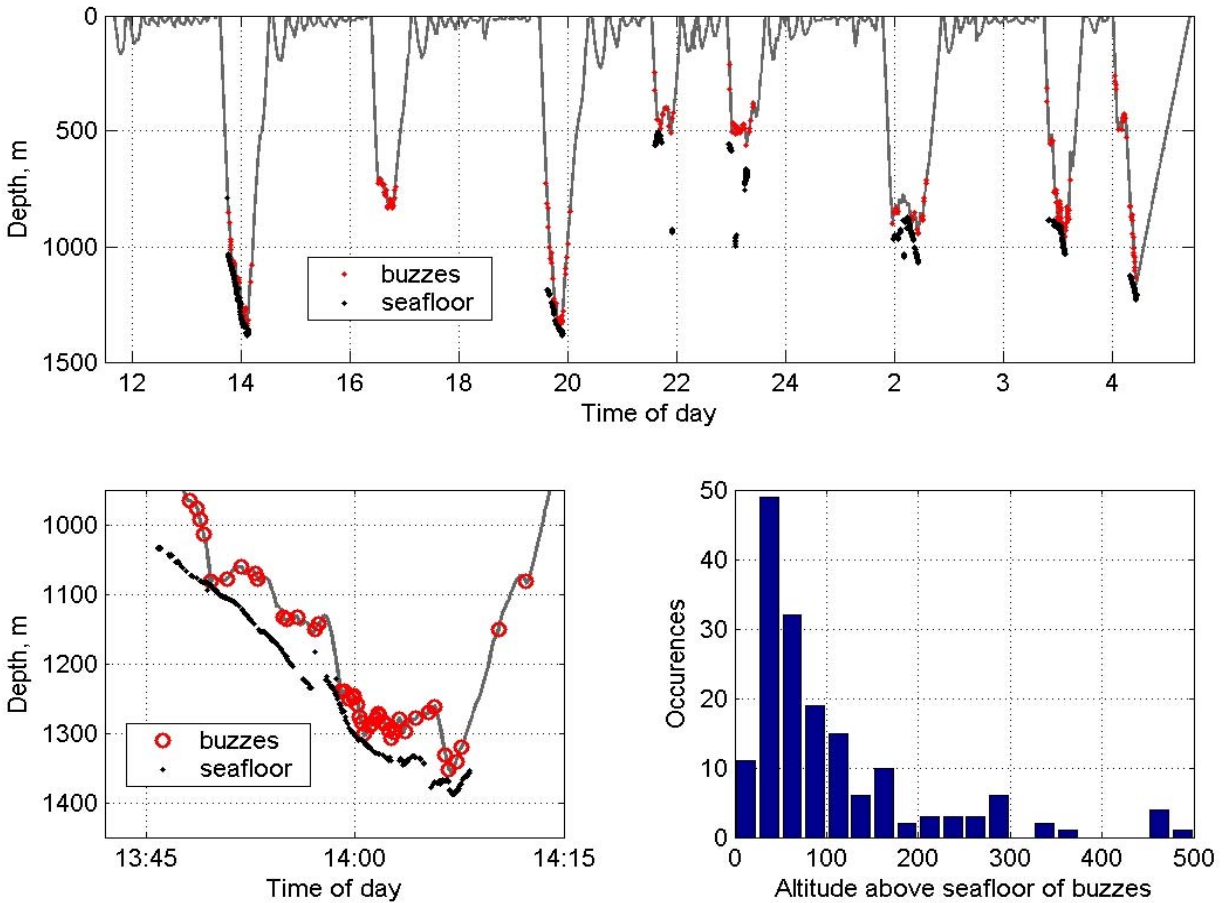 0
500
1000
1500
Depth, m
buzzes
seafloor
12 14 16 18 20 22 24 2 3 4
Time of day
1000
1100
1200
1300
1400
Depth, m
buzzes
seafloor
13:45 14:00 14:15
Time of day
50
40
30
20
10
0
Occurences
0 100 200 300 400 500
Altitude above seafloor of buzzes